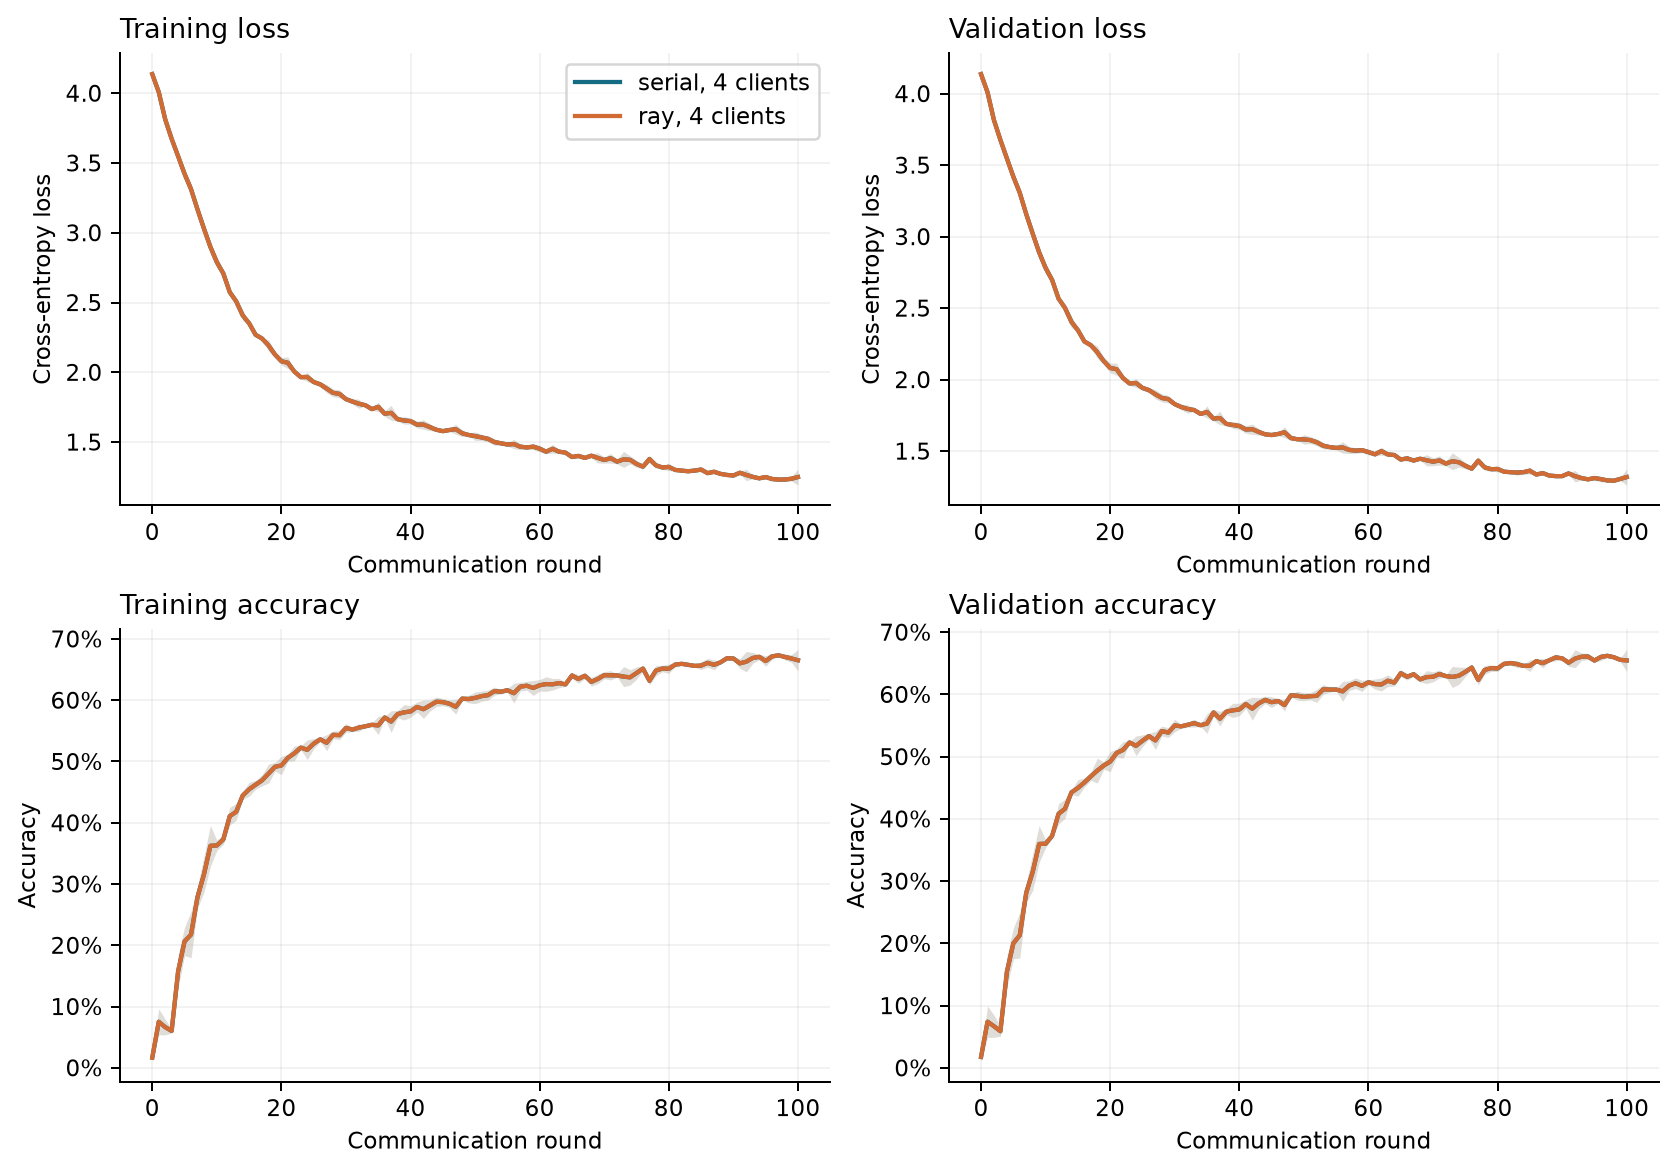 Training loss
4.0
3.5
3.0
2.5
2.0
1.5
Cross-entropy loss
serial, 4 clients
ray, 4 clients
0 20 40 60 80 100
Communication round
Validation loss
4.0
3.5
3.0
2.5
2.0
1.5
Cross-entropy loss
0 20 40 60 80 100
Communication round
Training accuracy
70%
60%
50%
40%
30%
20%
10%
0%
Accuracy
0 20 40 60 80 100
Communication round
Validation accuracy
70%
60%
50%
40%
30%
20%
10%
0%
Accuracy
0 20 40 60 80 100
Communication round